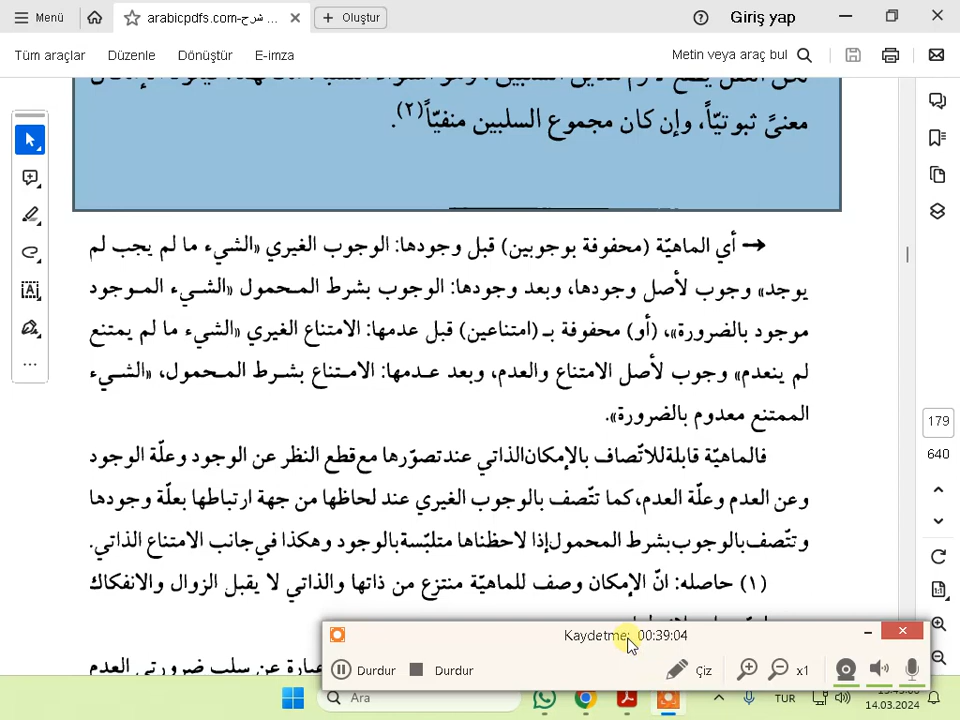 Menü
arabicpdfs.com-شرح ...
Oluştur
Giriş yap
Tüm araçlar
Düzenle
Dönüştür
E-imza
Metin veya araç bul
معنىً ثبوتيّاً، وإن كان مجموع السلبين منفيّاً(٢).
→ أي الماهيّة (محفوفة بوجوبين) قبل وجودها: الوجوب الغيري «الشيء ما لم يجب لم
يوجد» وجوب لأصل وجودها، وبعد وجودها: الوجوب بشرط المحمول «الشيء الموجود
موجود بالضرورة»، (أو) محفوفة بـ (امتناعين) قبل عدمها: الامتناع الغيري «الشيء ما لم يمتنع
لم ينعدم» وجوب لأصل الامتناع والعدم، وبعد عدمها: الامتناع بشرط المحمول، «الشيء
الممتنع معدوم بالضرورة».
فالماهيّة قابلة للاتّصاف بالإمكان الذاتي عند تصوّرها مع قطع النظر عن الوجود وعلّة الوجود
وعن العدم وعلّة العدم، كما تتّصف بالوجوب الغيري عند لحاظها من جهة ارتباطها بعلّة وجودها
وتتّصف بالوجوب بشرط المحمول إذا لاحظناها متلبّسة بالوجود وهكذا في جانب الامتناع الذاتي.
(١) حاصله: انّ الإمكان وصف للماهيّة منتزع من ذاتها والذاتي لا يقبل الزوال والانفكاك
عبارة عن سلب ضرورتي العدم
179
640
Kaydetme: 00:39:04
Durdur
Durdur
Çiz
x1
Ara
TUR
14.03.2024